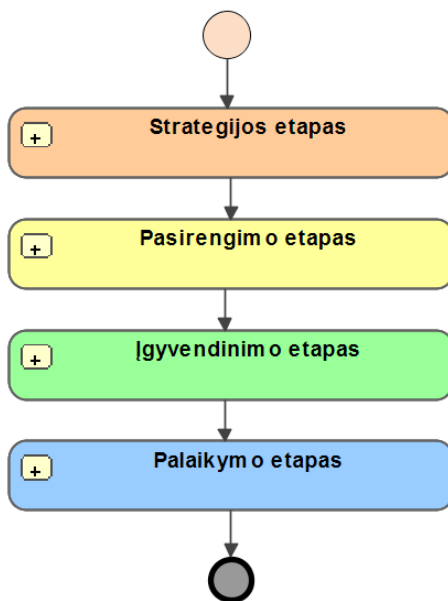 Strategijos etapas
Pasirengimo etapas
Įgyvendinimo etapas
Palaikymo etapas